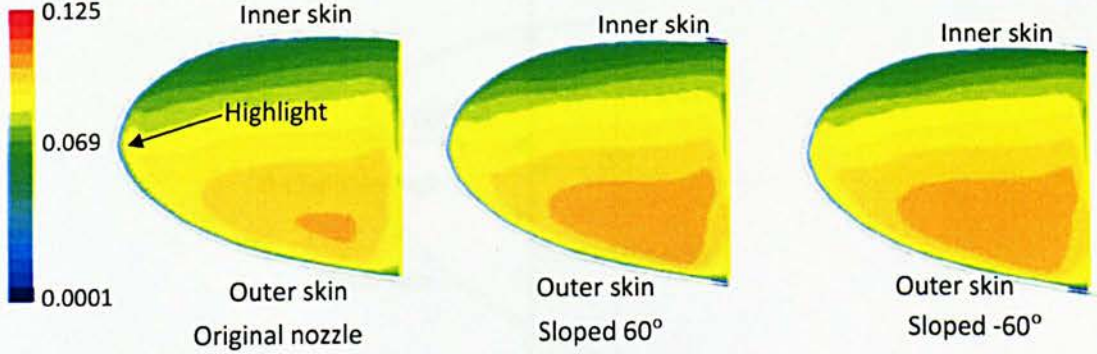 0.125
0.069
0.0001
Inner skin
Highlight
Outer skin
Original nozzle
Inner skin
Outer skin
Sloped 60°
Inner skin
Outer skin
Sloped -60°